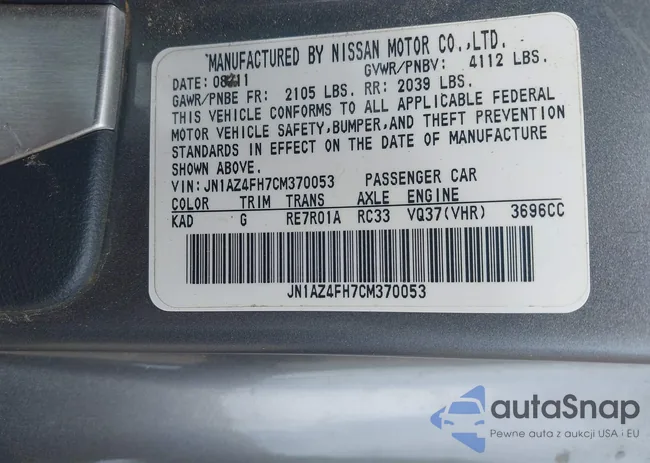 MANUFACTURED BY NISSAN MOTOR CO.,LTD.
DATE: 08/11 GVWR/PNBV: 4112 LBS.
GAWR/PNBE FR: 2105 LBS. RR: 2039 LBS.
THIS VEHICLE CONFORMS TO ALL APPLICABLE FEDERAL
MOTOR VEHICLE SAFETY,BUMPER,AND THEFT PREVENTION
STANDARDS IN EFFECT ON THE DATE OF MANUFACTURE
SHOWN ABOVE.
VIN: JN1AZ4FH7CM370053 PASSENGER CAR
COLOR TRIM TRANS AXLE ENGINE
KAD G RE7R01A RC33 VQ37(VHR) 3696CC
JN1AZ4FH7CM370053
autaSnap
Pewne auta z aukcji USA i EU